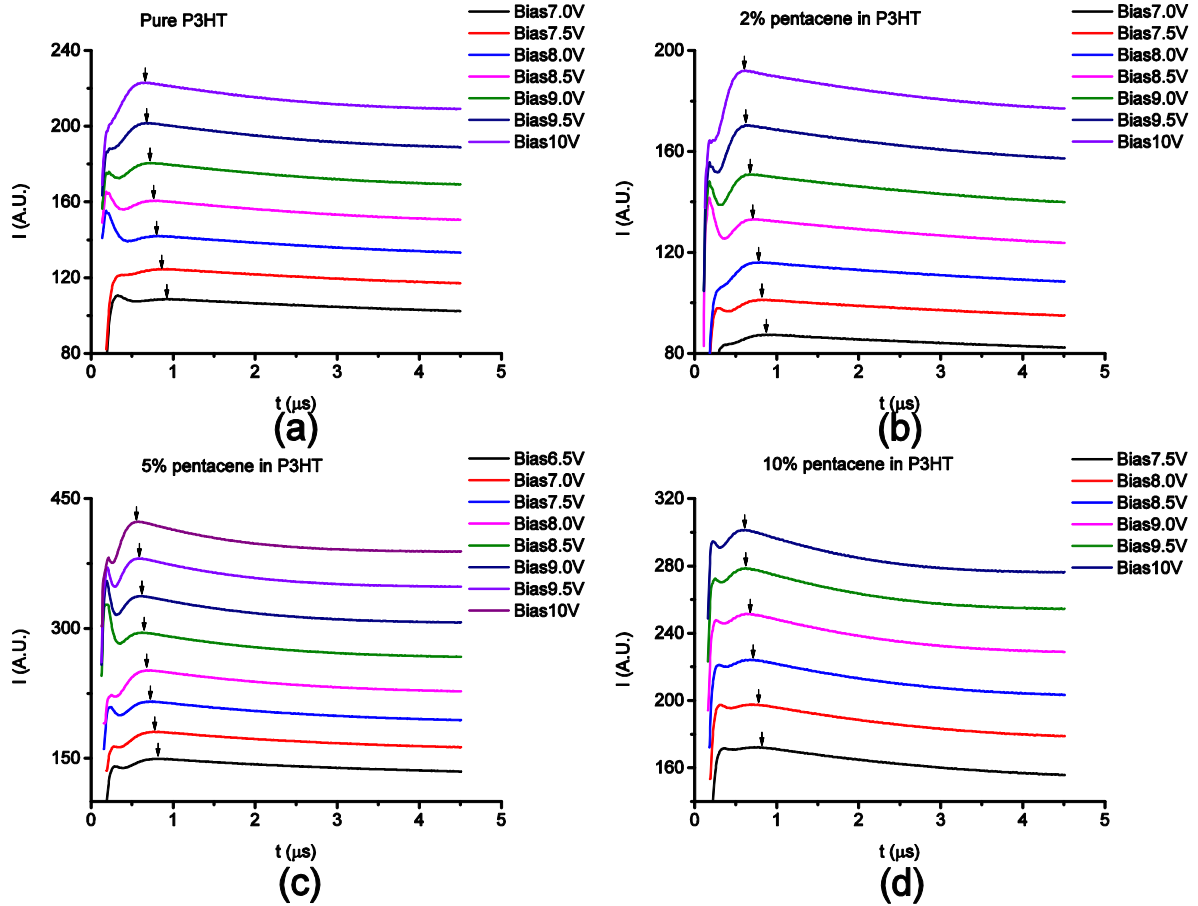 Pure P3HT
Bias7.0V
Bias7.5V
Bias8.0V
Bias8.5V
Bias9.0V
Bias9.5V
Bias10V
240
200
160
120
80
I (A.U.)
0 1 2 3 4 5
t (μs)
(a)
2% pentacene in P3HT
Bias7.0V
Bias7.5V
Bias8.0V
Bias8.5V
Bias9.0V
Bias9.5V
Bias10V
200
160
120
80
I (A.U.)
0 1 2 3 4 5
t (μs)
(b)
5% pentacene in P3HT
Bias6.5V
Bias7.0V
Bias7.5V
Bias8.0V
Bias8.5V
Bias9.0V
Bias9.5V
Bias10V
450
300
150
I (A.U.)
0 1 2 3 4 5
t (μs)
(c)
10% pentacene in P3HT
Bias7.5V
Bias8.0V
Bias8.5V
Bias9.0V
Bias9.5V
Bias10V
320
280
240
200
160
I (A.U.)
0 1 2 3 4 5
t (μs)
(d)